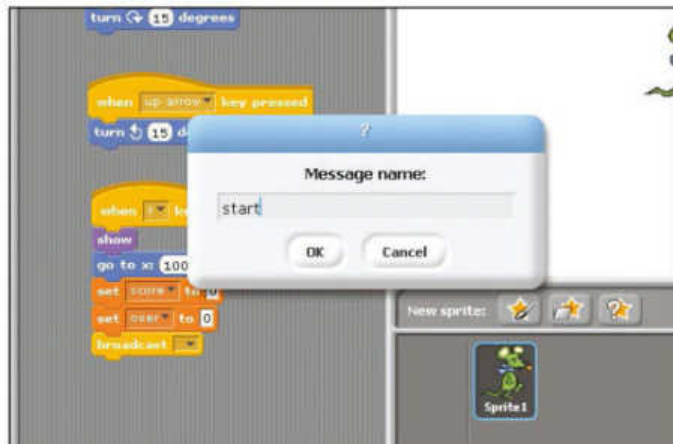 turn 15 degrees
when up arrow key pressed
turn 15 d
?
Message name:
start
OK Cancel
when k
show
go to x: 100
set score to 0
set over to 0
broadcast
New sprite:
Sprite1